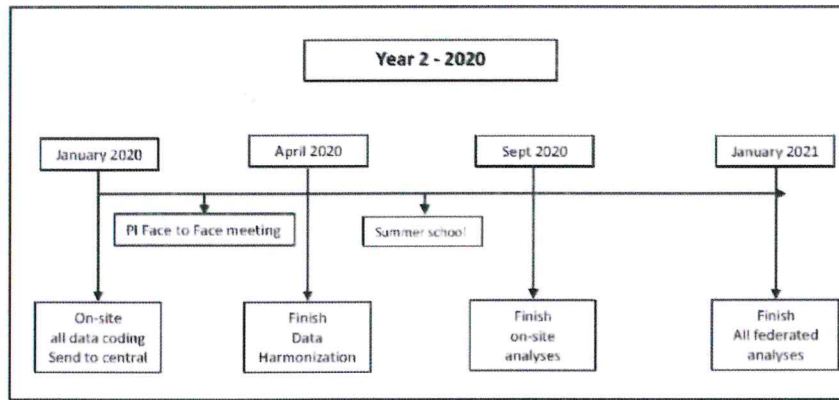 Year 2 - 2020
January 2020
April 2020
Sept 2020
January 2021
PI Face to Face meeting
Summer school
On-site
all data coding
Send to central
Finish
Data
Harmonization
Finish
on-site
analyses
Finish
All federated
analyses